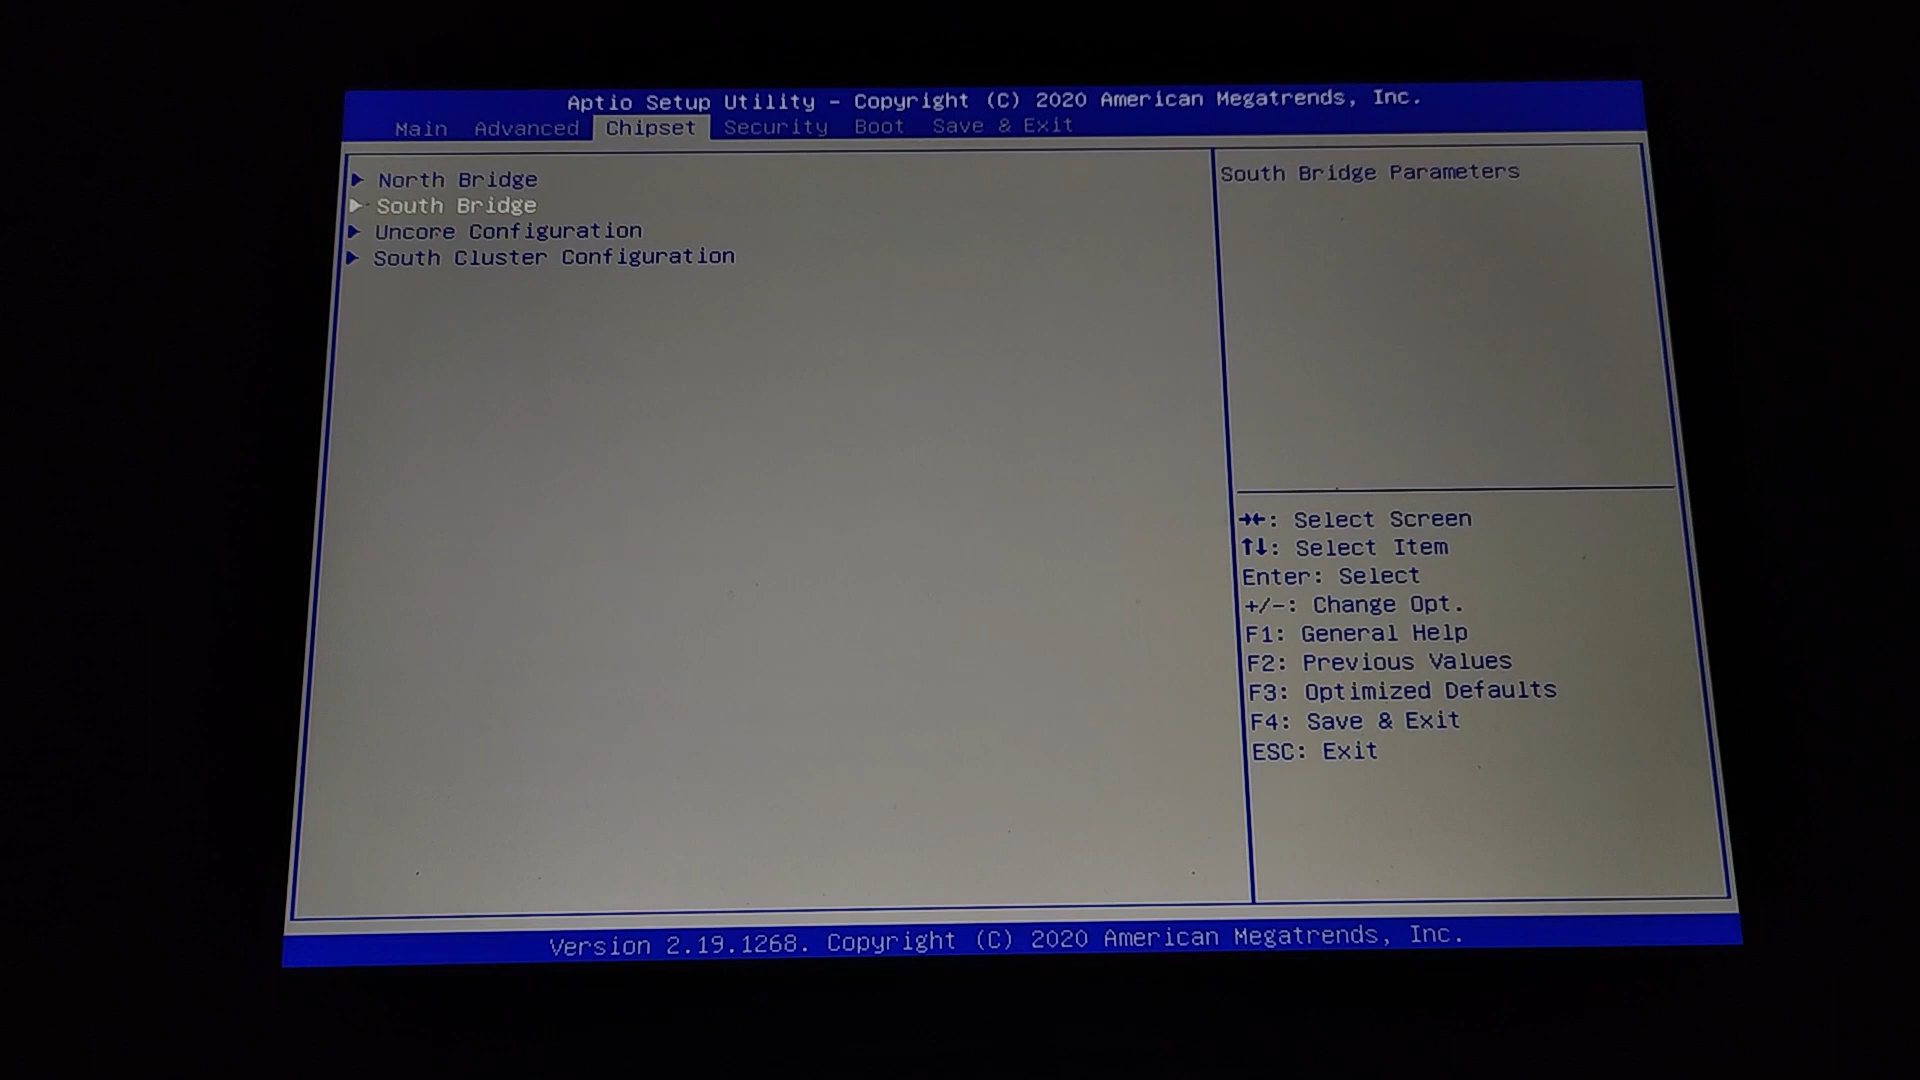 Aptio Setup Utility - Copyright (C) 2020 American Megatrends, Inc.
Main Advanced Chipset Security Boot Save & Exit
North Bridge
South Bridge
Uncore Configuration
South Cluster Configuration
South Bridge Parameters
→←: Select Screen
↑↓: Select Item
Enter: Select
+/-: Change Opt.
F1: General Help
F2: Previous Values
F3: Optimized Defaults
F4: Save & Exit
ESC: Exit
Version 2.19.1268. Copyright (C) 2020 American Megatrends, Inc.